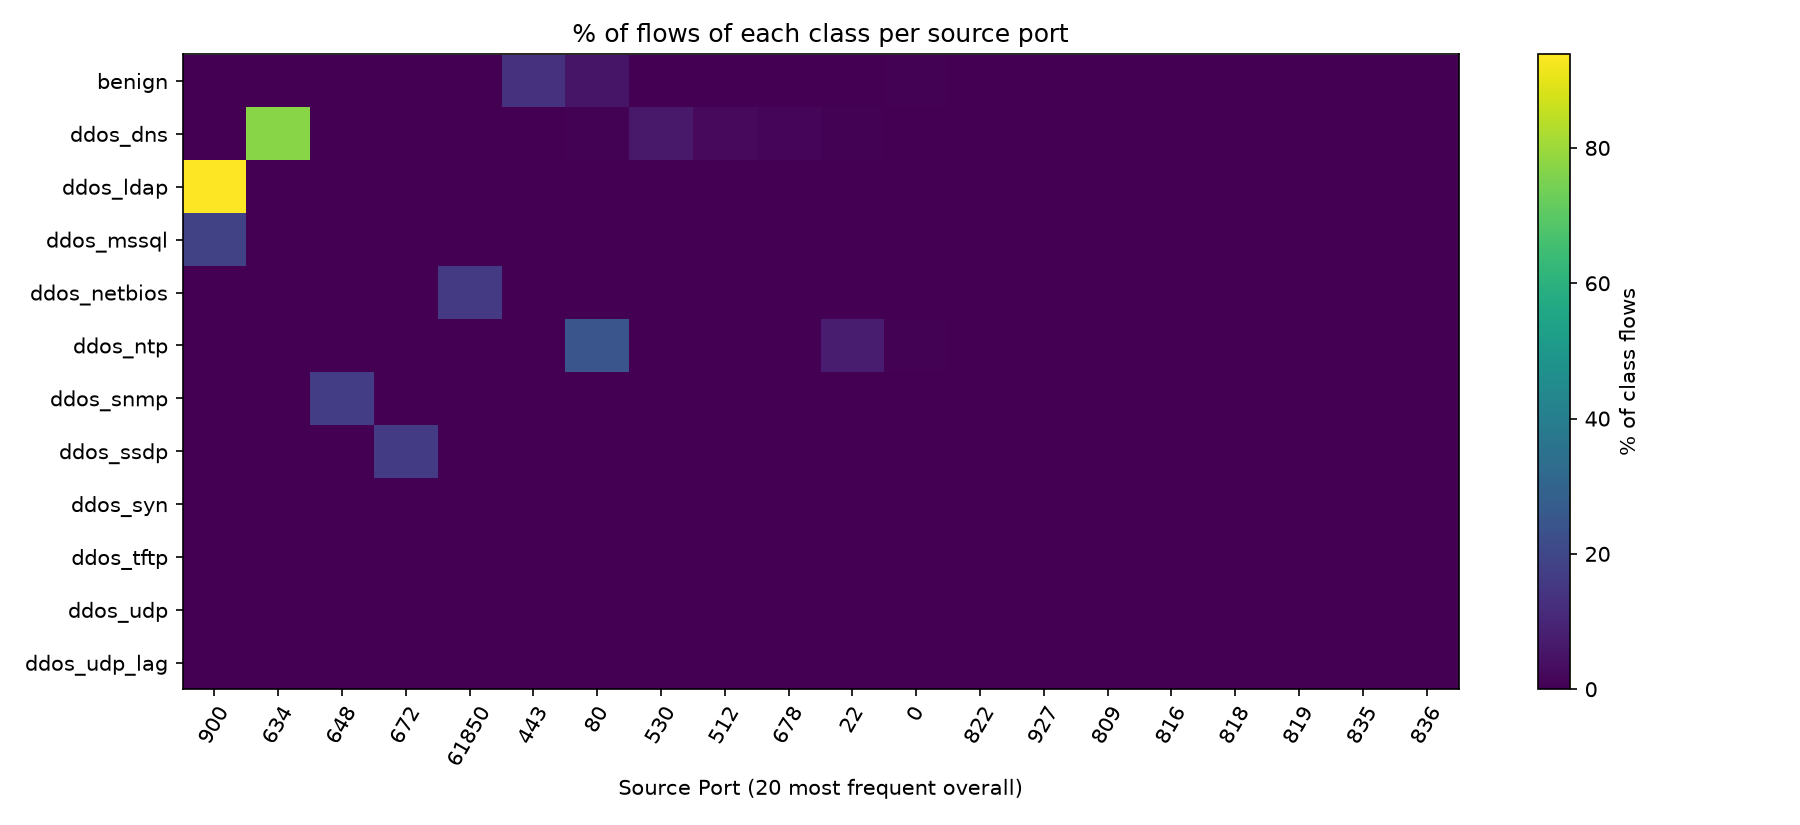 % of flows of each class per source port
benign
ddos_dns
ddos_ldap
ddos_mssql
ddos_netbios
ddos_ntp
ddos_snmp
ddos_ssdp
ddos_syn
ddos_tftp
ddos_udp
ddos_udp_lag
900 634 648 672 61850 443 80 530 512 678 22 0 822 927 809 816 818 819 835 836
Source Port (20 most frequent overall)
80
60
40
20
0
% of class flows